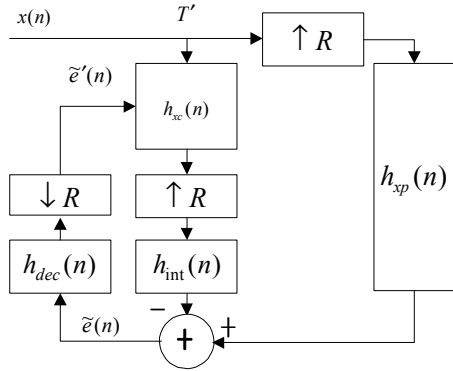 x(n) T′
↑ R
ẽ′(n)
h_xc(n)
h_xp(n)
↓ R ↑ R
h_dec(n) h_int(n)
−
ẽ(n) + +